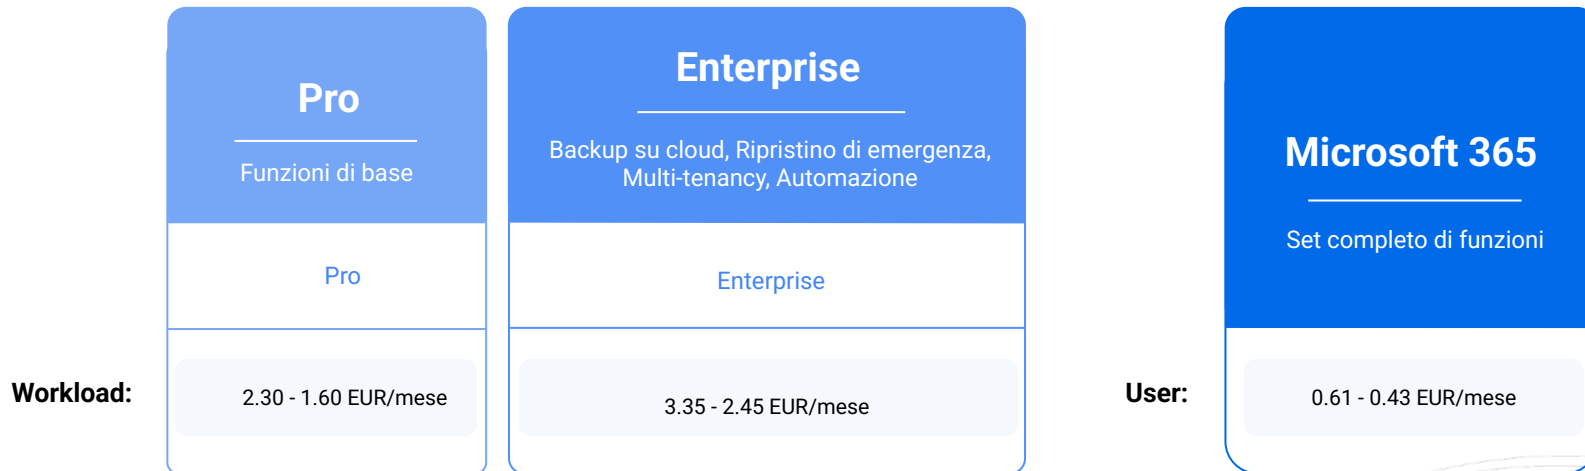 Pro
Funzioni di base
Pro
Enterprise
Backup su cloud, Ripristino di emergenza,
Multi-tenancy, Automazione
Enterprise
Workload:
2.30 - 1.60 EUR/mese
3.35 - 2.45 EUR/mese
Microsoft 365
Set completo di funzioni
User:
0.61 - 0.43 EUR/mese